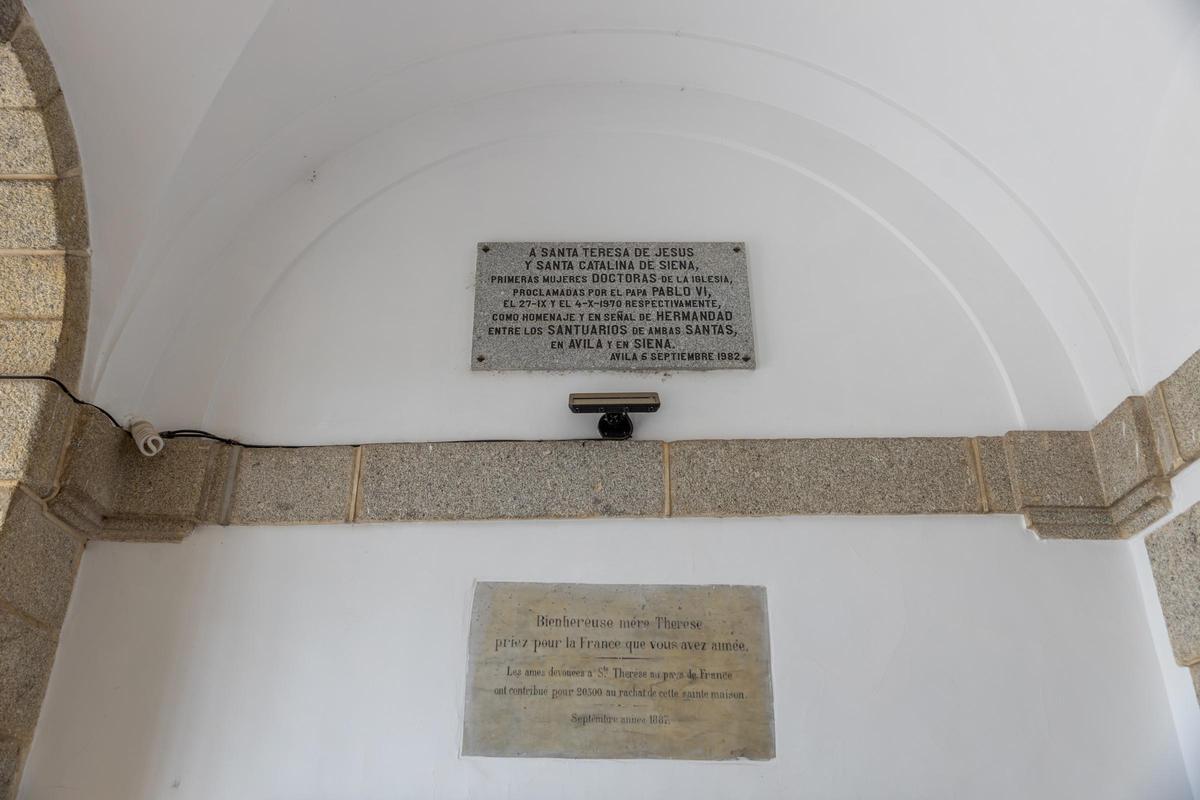 A SANTA TERESA DE JESUS
Y SANTA CATALINA DE SIENA,
PRIMERAS MUJERES DOCTORAS DE LA IGLESIA,
PROCLAMADAS POR EL PAPA PABLO VI,
EL 27-IX Y EL 4-X-1970 RESPECTIVAMENTE,
COMO HOMENAJE Y EN SEÑAL DE HERMANDAD
ENTRE LOS SANTUARIOS DE AMBAS SANTAS,
EN AVILA Y EN SIENA.
AVILA 6 SEPTIEMBRE 1982
Bienhereuse mére Therése
priez pour la France que vous avez aimée.
Les ames devouées a Ste Therése au pays de France
ont contribué pour 20500 au rachat de cette sainte maison.
Septembre année 1887.